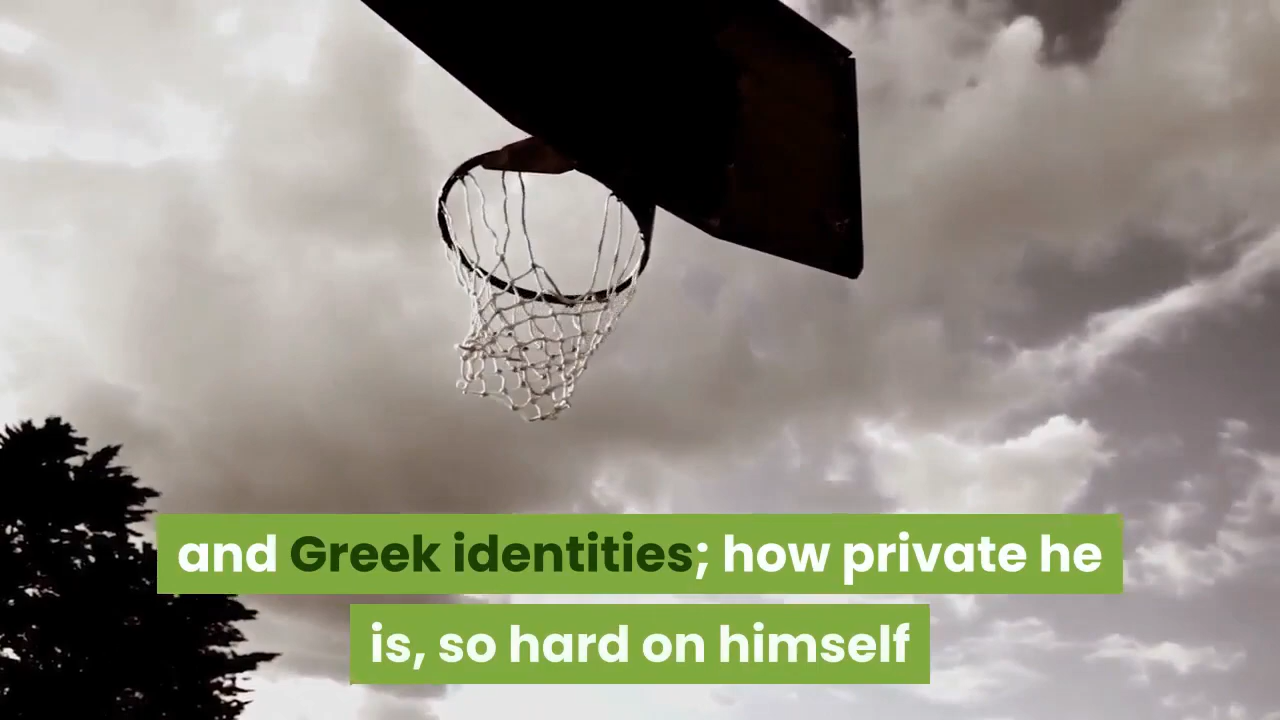 and Greek identities; how private he
is, so hard on himself